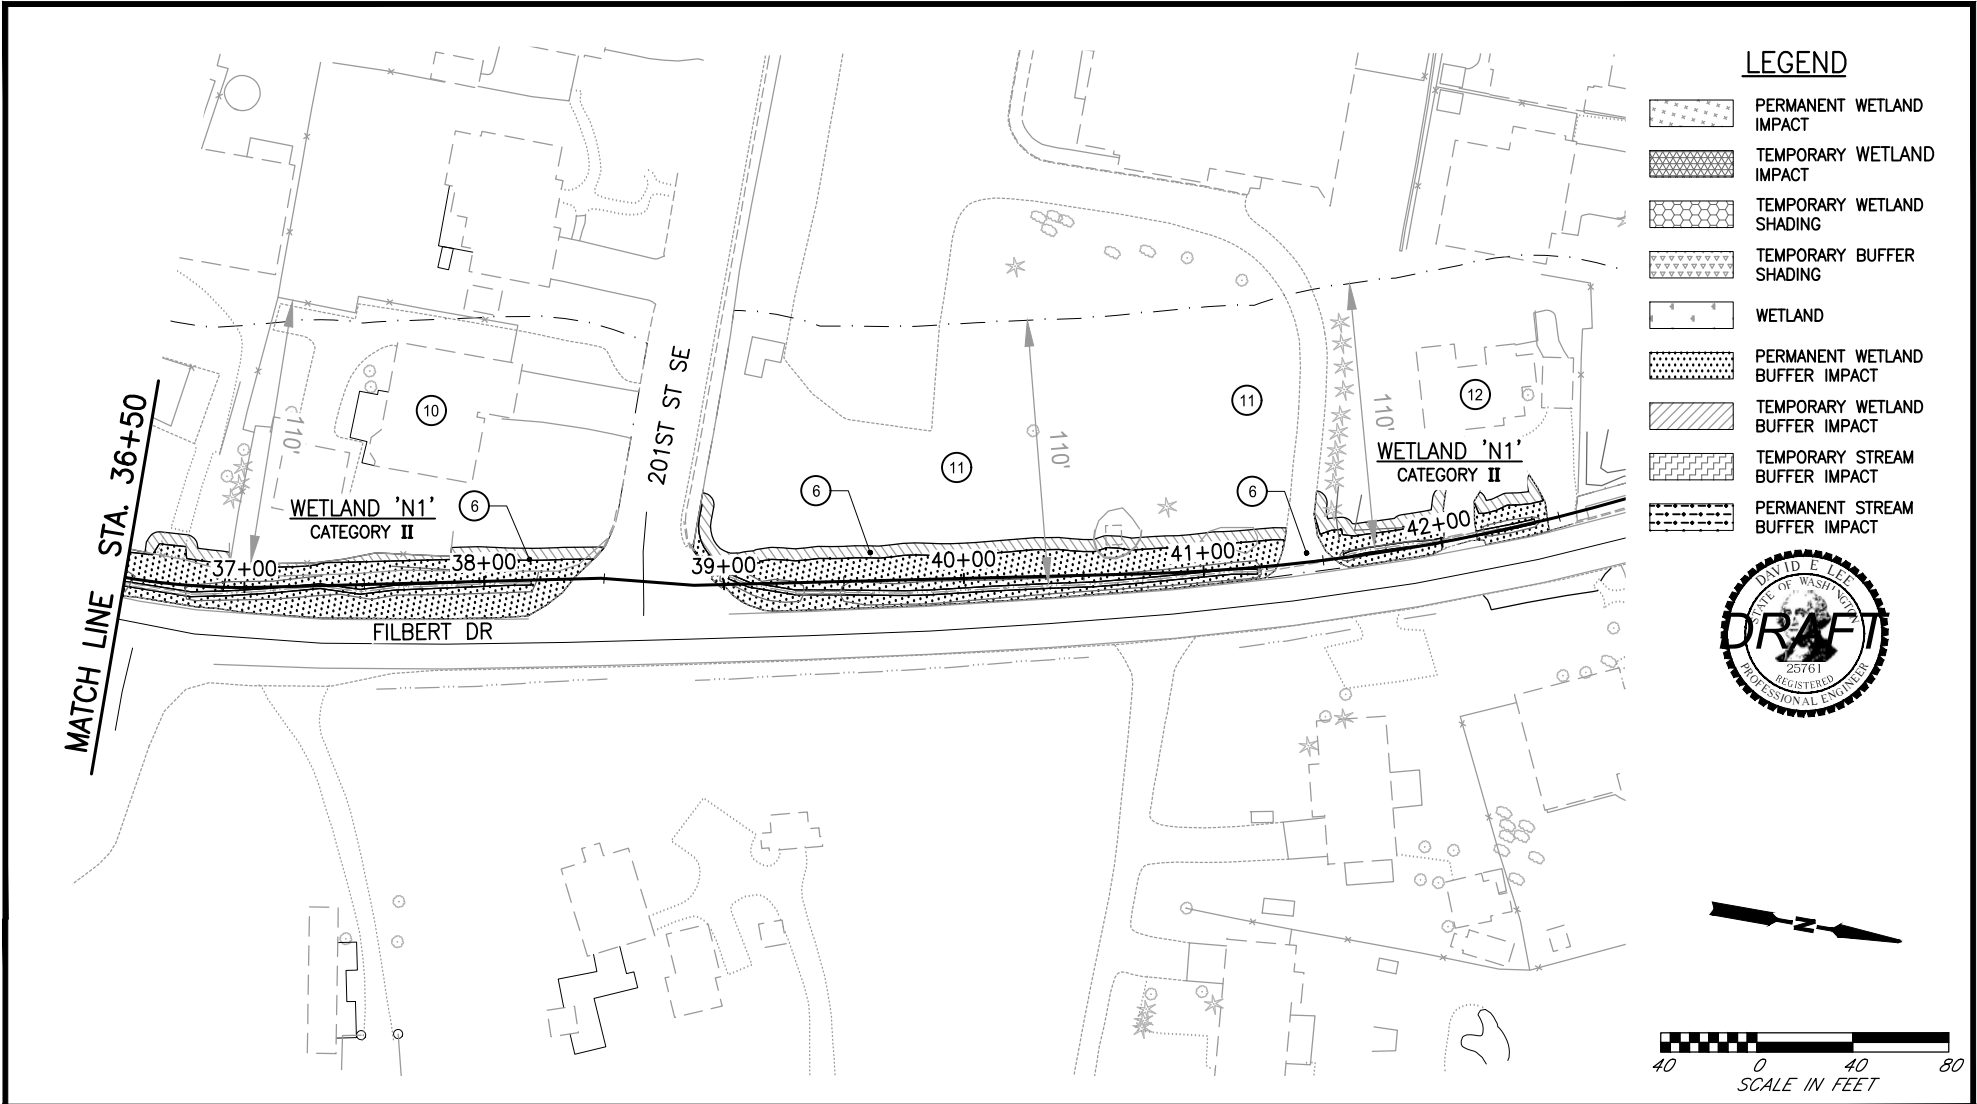 LEGEND
PERMANENT WETLAND
IMPACT
TEMPORARY WETLAND
IMPACT
TEMPORARY WETLAND
SHADING
TEMPORARY BUFFER
SHADING
WETLAND
PERMANENT WETLAND
BUFFER IMPACT
TEMPORARY WETLAND
BUFFER IMPACT
TEMPORARY STREAM
BUFFER IMPACT
PERMANENT STREAM
BUFFER IMPACT
MATCH LINE STA. 36+50
110'
10
WETLAND 'N1'
CATEGORY II
6
37+00
38+00
FILBERT DR
201ST ST SE
39+00
6
11
40+00
110'
11
41+00
6
110'
12
WETLAND 'N1'
CATEGORY II
42+00
DAVID E LEE
STATE OF WASHINGTON
DRAFT
25761
REGISTERED
PROFESSIONAL ENGINEER
N
40 0 40 80
SCALE IN FEET